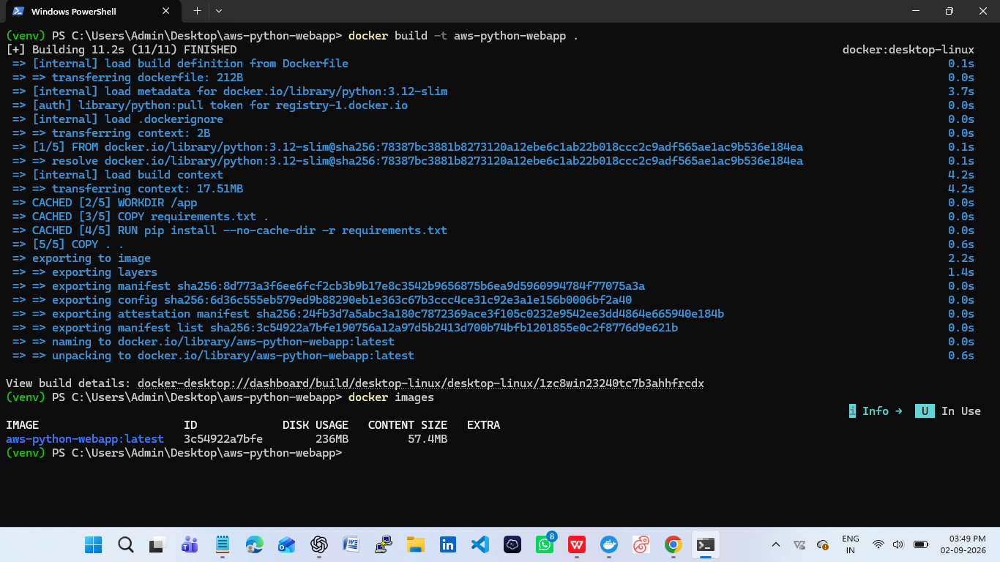 Windows PowerShell
(venv) PS C:\Users\Admin\Desktop\aws-python-webapp> docker build -t aws-python-webapp .
[+] Building 11.2s (11/11) FINISHED docker:desktop-linux
=> [internal] load build definition from Dockerfile 0.1s
=> => transferring dockerfile: 212B 0.0s
=> [internal] load metadata for docker.io/library/python:3.12-slim 3.7s
=> [auth] library/python:pull token for registry-1.docker.io 0.0s
=> [internal] load .dockerignore 0.0s
=> => transferring context: 2B 0.0s
=> [1/5] FROM docker.io/library/python:3.12-slim@sha256:78387bc3881b8273120a12ebe6c1ab22b018ccc2c9adf565ae1ac9b536e184ea 0.1s
=> => resolve docker.io/library/python:3.12-slim@sha256:78387bc3881b8273120a12ebe6c1ab22b018ccc2c9adf565ae1ac9b536e184ea 0.1s
=> [internal] load build context 4.2s
=> => transferring context: 17.51MB 4.2s
=> CACHED [2/5] WORKDIR /app 0.0s
=> CACHED [3/5] COPY requirements.txt . 0.0s
=> CACHED [4/5] RUN pip install --no-cache-dir -r requirements.txt 0.0s
=> [5/5] COPY . . 0.6s
=> exporting to image 2.2s
=> => exporting layers 1.4s
=> => exporting manifest sha256:8d773a3f6ee6fcf2cb3b9b17e8c3542b9656875b6ea9d5960994784f77075a3a 0.0s
=> => exporting config sha256:6d36c555eb579ed9b88290eb1e363c67b3ccc4ce31c92e3a1e156b0006bf2a40 0.0s
=> => exporting attestation manifest sha256:24fb3d7a5abc3a180c7872369ace3f105c0232e9542ee3dd4864e665940e184b 0.0s
=> => exporting manifest list sha256:3c54922a7bfe190756a12a97d5b2413d700b74bfb1201855e0c2f8776d9e621b 0.0s
=> => naming to docker.io/library/aws-python-webapp:latest 0.0s
=> => unpacking to docker.io/library/aws-python-webapp:latest 0.6s
View build details: docker-desktop://dashboard/build/desktop-linux/desktop-linux/1zc8win23240tc7b3ahhfrcdx
(venv) PS C:\Users\Admin\Desktop\aws-python-webapp> docker images
i Info → U In Use
IMAGE ID DISK USAGE CONTENT SIZE EXTRA
aws-python-webapp:latest 3c54922a7bfe 236MB 57.4MB
(venv) PS C:\Users\Admin\Desktop\aws-python-webapp>
8
ENG
IN
03:49 PM
02-09-2026